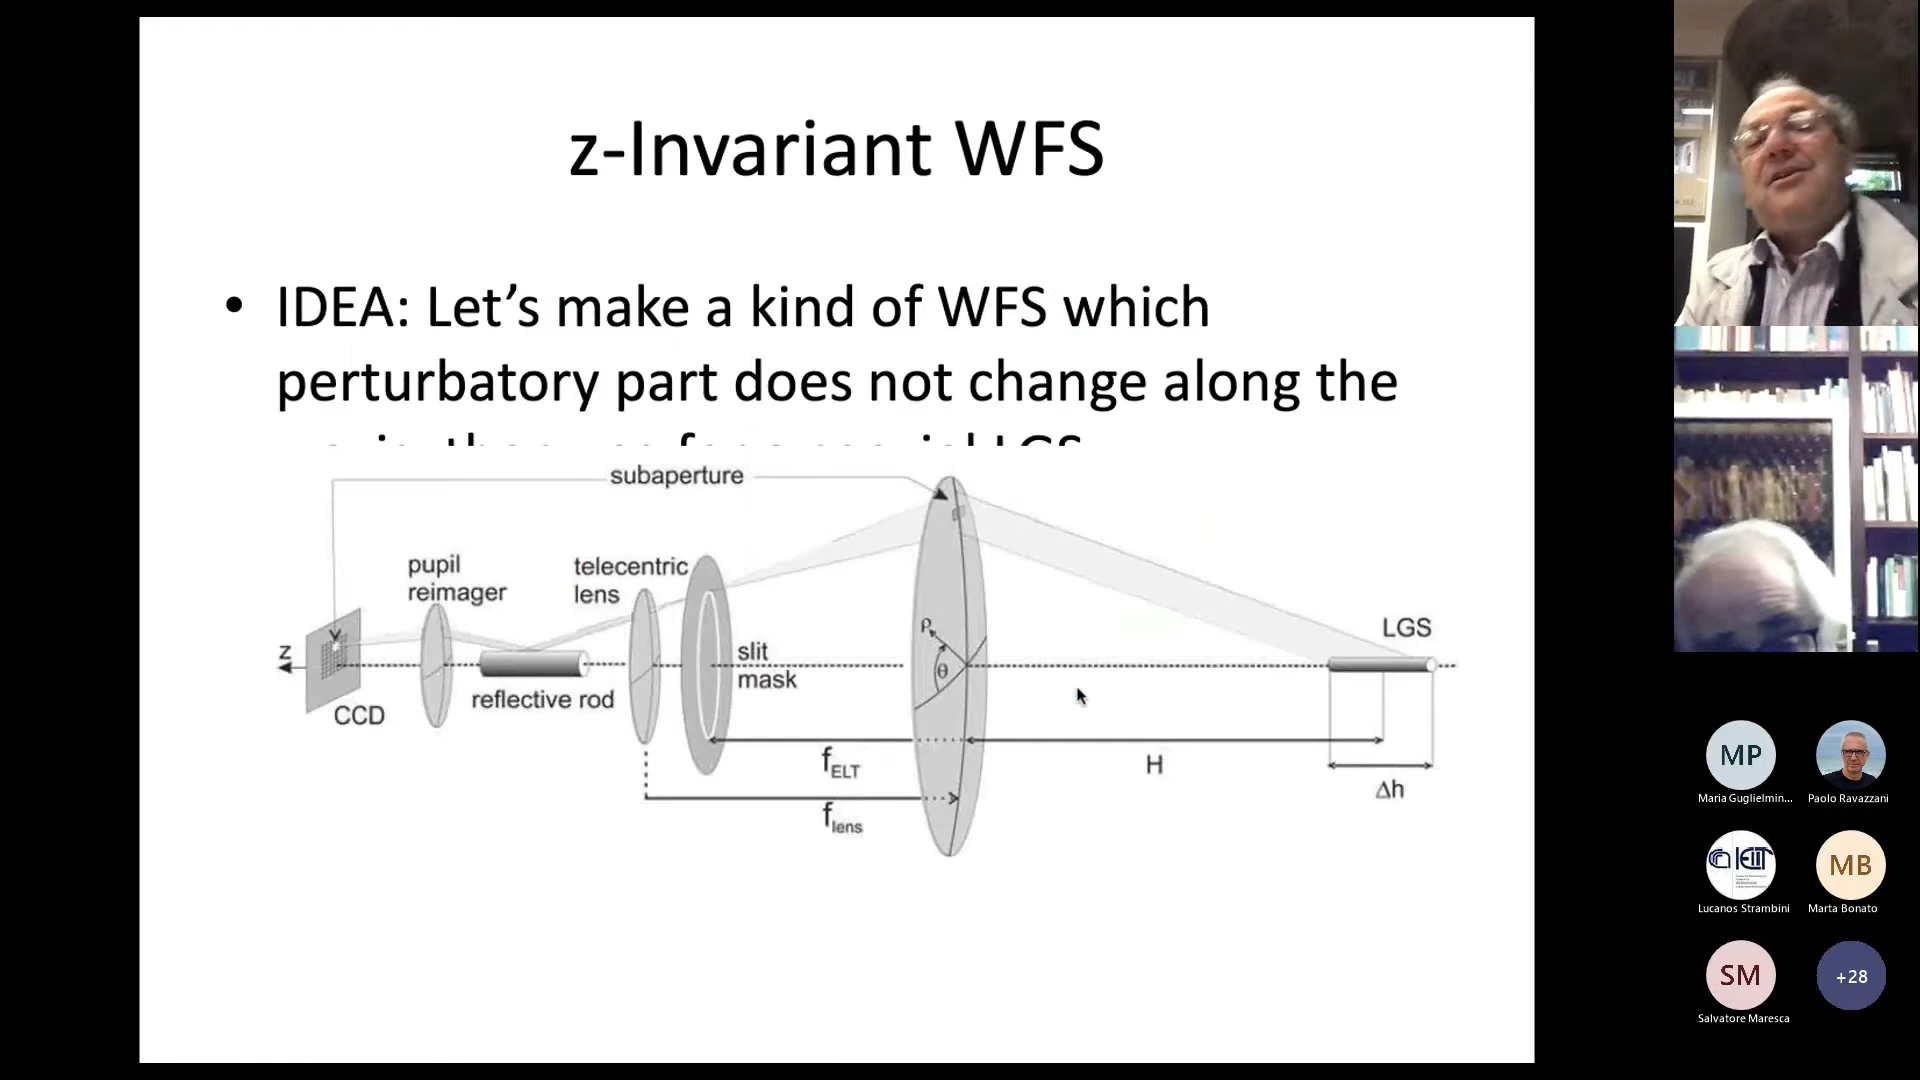 z-Invariant WFS
• IDEA: Let's make a kind of WFS which
perturbatory part does not change along the
subaperture
pupil
reimager
telecentric
lens
LGS
ρ
θ
z
slit
mask
reflective rod
CCD
f_ELT
H
Δh
f_lens
MP
Maria Guglielmin...
Paolo Ravazzani
IEIIT
Lucanos Strambini
MB
Marta Bonato
SM
Salvatore Maresca
+28